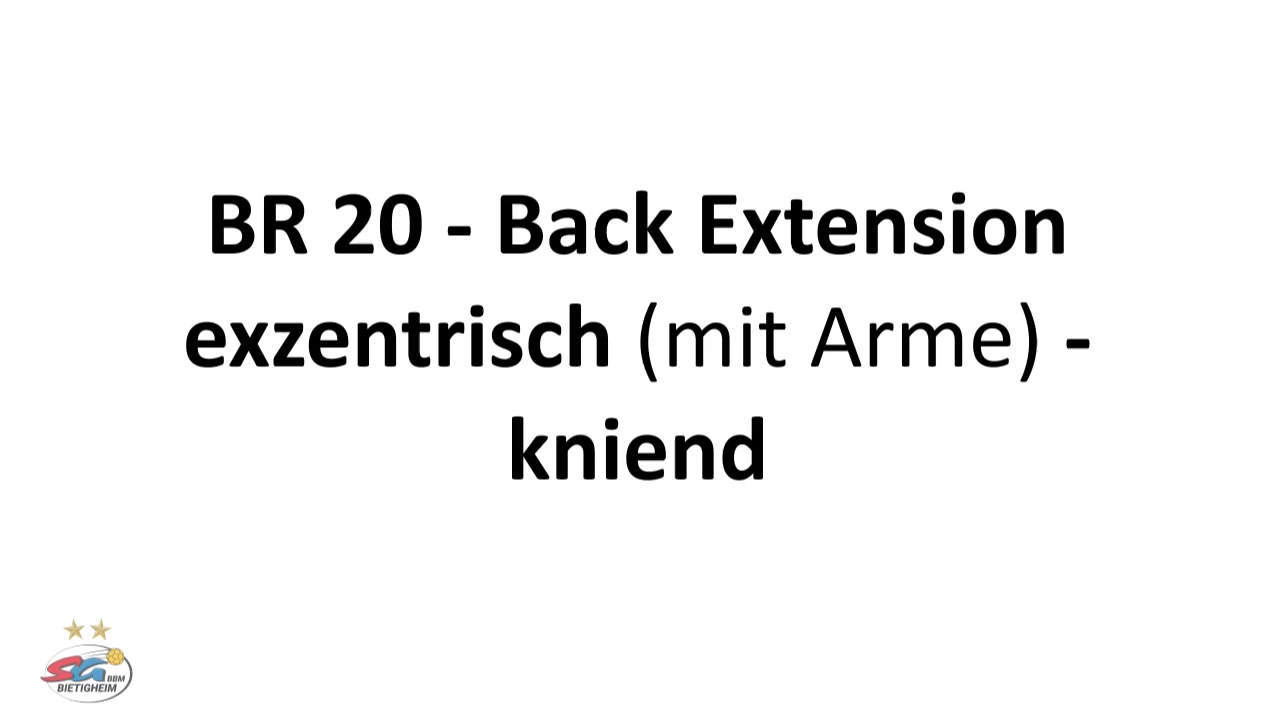 BR 20 - Back Extension
exzentrisch (mit Arme) -
kniend
SG
BBM
BIETIGHEIM